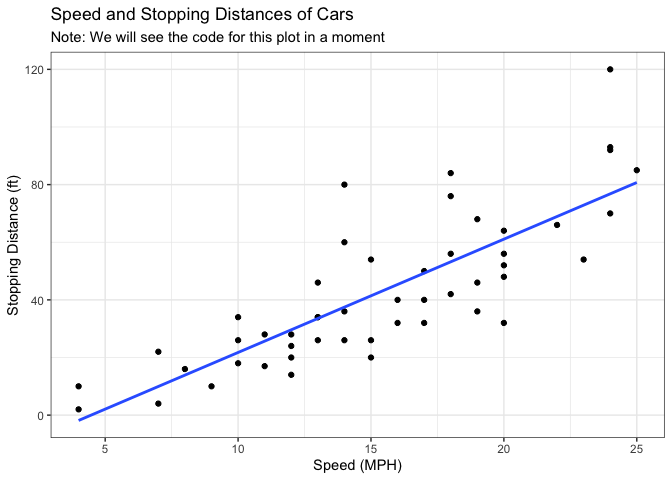 Speed and Stopping Distances of Cars
Note: We will see the code for this plot in a moment
120
80
40
0
Stopping Distance (ft)
5 10 15 20 25
Speed (MPH)